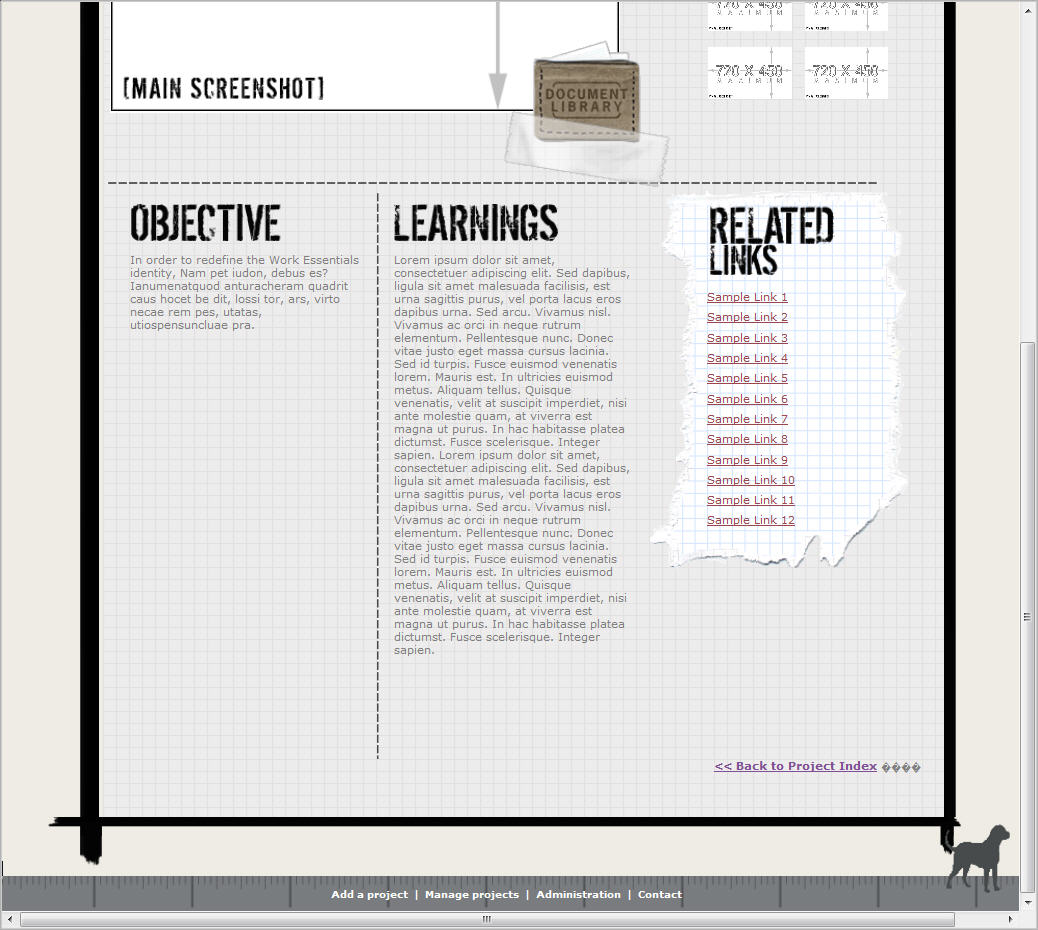 720 X 450
MAXIMUM
720 X 450
MAXIMUM
720 X 450
MAXIMUM
720 X 450
MAXIMUM
[MAIN SCREENSHOT]
DOCUMENT
LIBRARY
OBJECTIVE
In order to redefine the Work Essentials
identity, Nam pet iudon, debus es?
Ianumenatquod anturacheram quadrit
caus hocet be dit, lossi tor, ars, virto
necae rem pes, utatas,
utiospensuncluae pra.
LEARNINGS
Lorem ipsum dolor sit amet,
consectetuer adipiscing elit. Sed dapibus,
ligula sit amet malesuada facilisis, est
urna sagittis purus, vel porta lacus eros
dapibus urna. Sed arcu. Vivamus nisl.
Vivamus ac orci in neque rutrum
elementum. Pellentesque nunc. Donec
vitae justo eget massa cursus lacinia.
Sed id turpis. Fusce euismod venenatis
lorem. Mauris est. In ultricies euismod
metus. Aliquam tellus. Quisque
venenatis, velit at suscipit imperdiet, nisi
ante molestie quam, at viverra est
magna ut purus. In hac habitasse platea
dictumst. Fusce scelerisque. Integer
sapien. Lorem ipsum dolor sit amet,
consectetuer adipiscing elit. Sed dapibus,
ligula sit amet malesuada facilisis, est
urna sagittis purus, vel porta lacus eros
dapibus urna. Sed arcu. Vivamus nisl.
Vivamus ac orci in neque rutrum
elementum. Pellentesque nunc. Donec
vitae justo eget massa cursus lacinia.
Sed id turpis. Fusce euismod venenatis
lorem. Mauris est. In ultricies euismod
metus. Aliquam tellus. Quisque
venenatis, velit at suscipit imperdiet, nisi
ante molestie quam, at viverra est
magna ut purus. In hac habitasse platea
dictumst. Fusce scelerisque. Integer
sapien.
RELATED
LINKS
Sample Link 1
Sample Link 2
Sample Link 3
Sample Link 4
Sample Link 5
Sample Link 6
Sample Link 7
Sample Link 8
Sample Link 9
Sample Link 10
Sample Link 11
Sample Link 12
<< Back to Project Index ����
Add a project | Manage projects | Administration | Contact